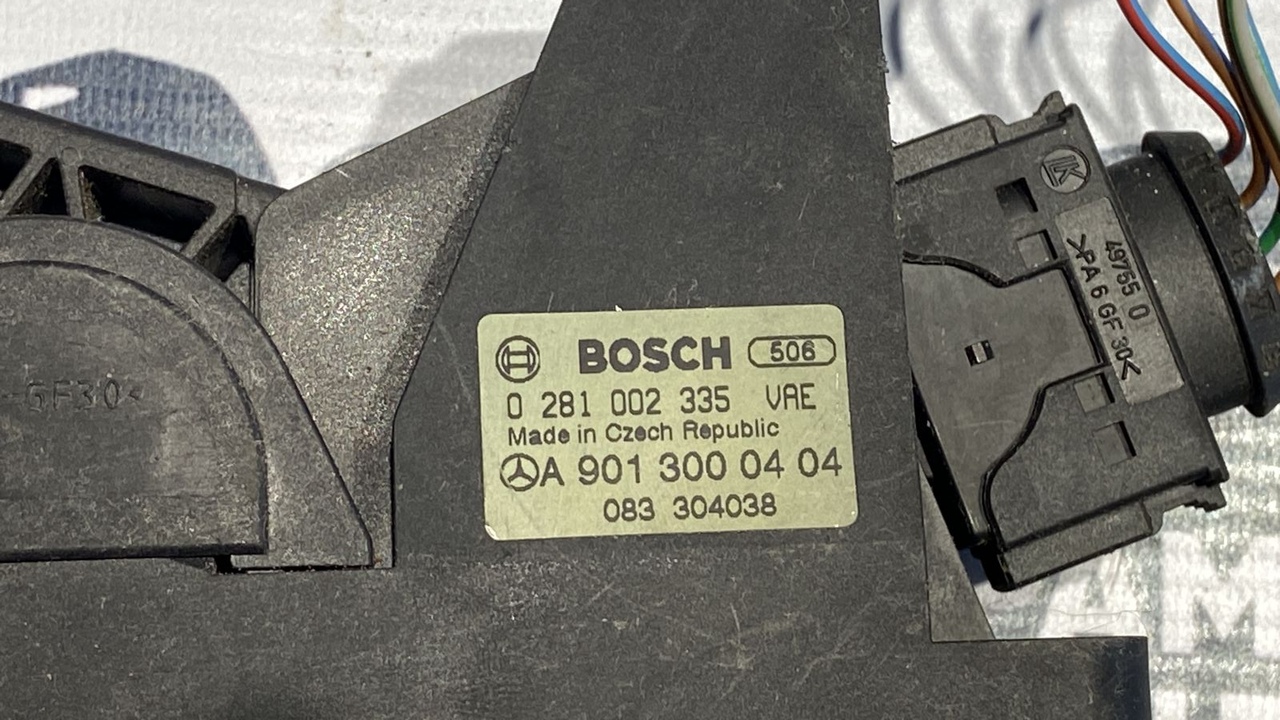 BOSCH 506
0 281 002 335 VAE
Made in Czech Republic
A 901 300 04 04
083 304038
LK
49755 0
>PA 6 GF 30<
-GF30<